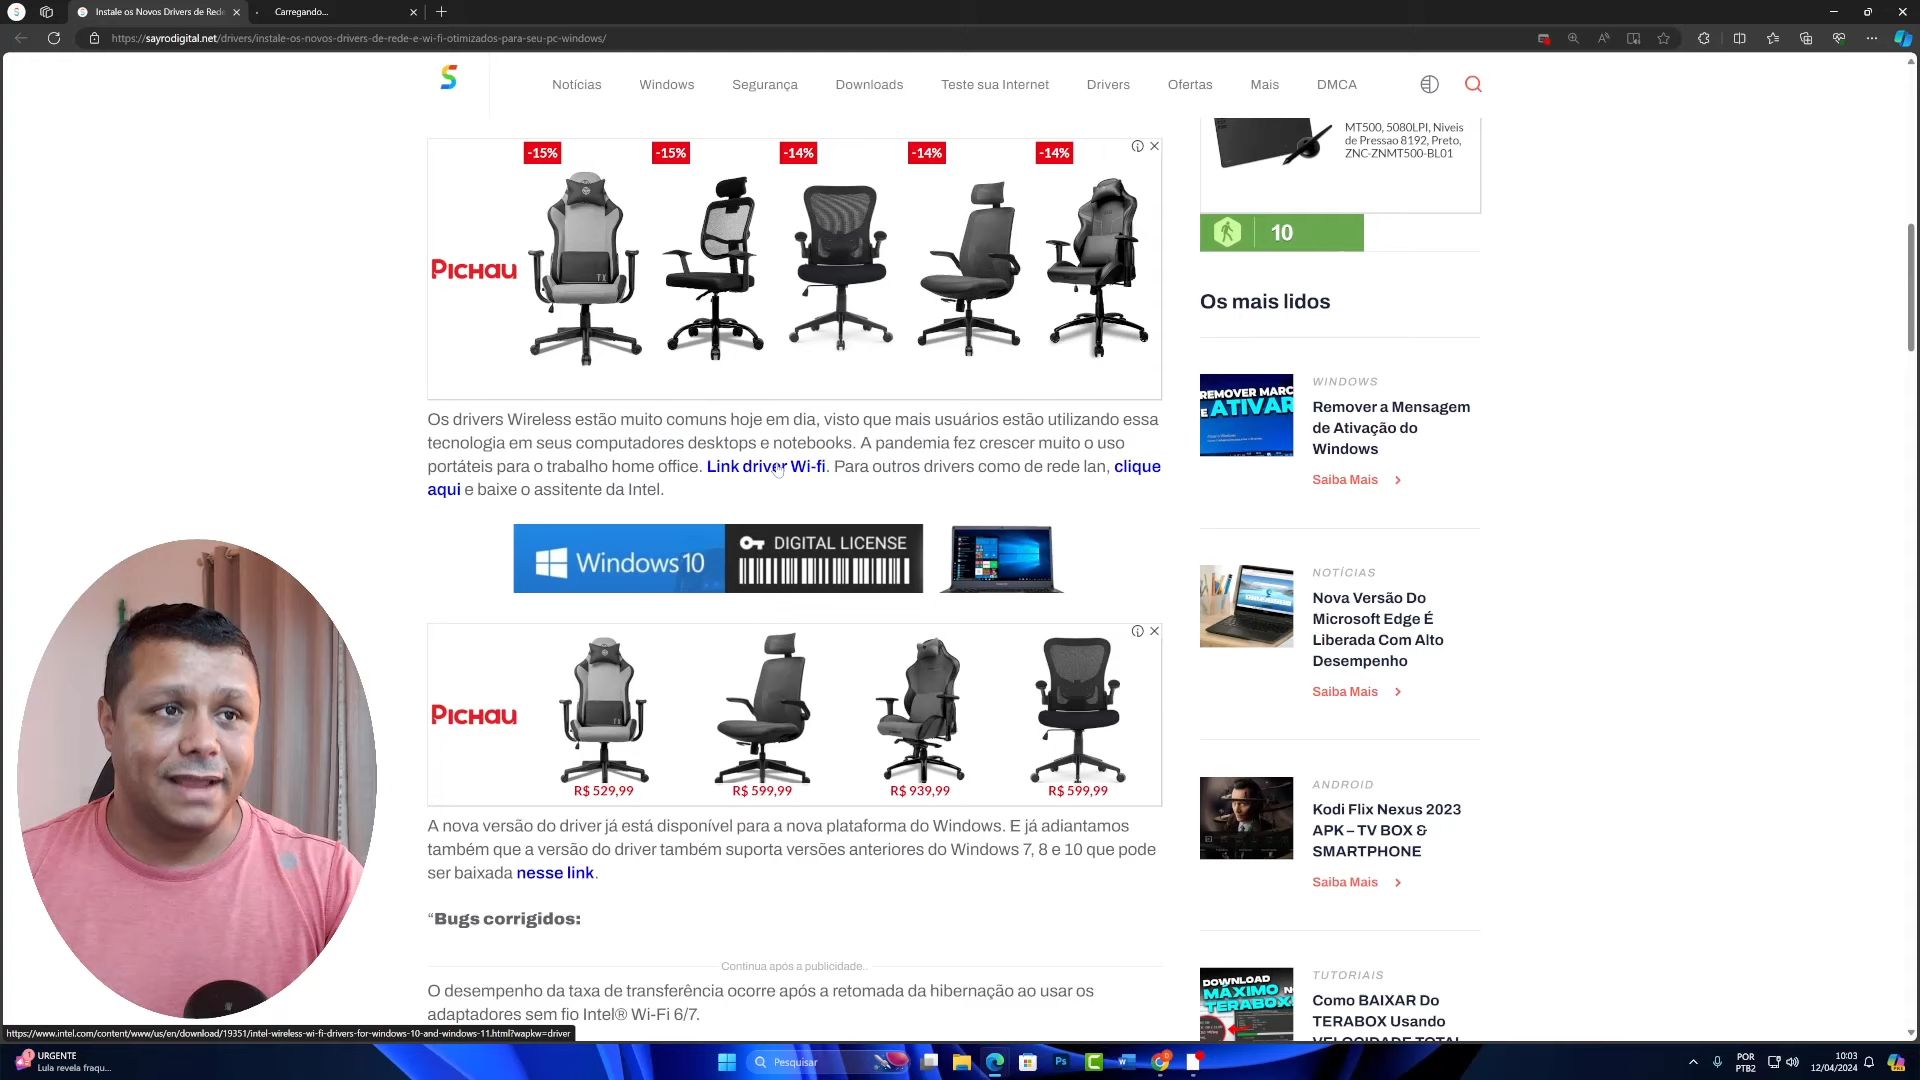 Instale os Novos Drivers de Rede
Carregando...
https://sayrodigital.net/drivers/instale-os-novos-drivers-de-rede-e-wi-fi-otimizados-para-seu-pc-windows/
S
Notícias
Windows
Segurança
Downloads
Teste sua Internet
Drivers
Ofertas
Mais
DMCA
-15%
-15%
-14%
-14%
-14%
PICHAU
TX
Os drivers Wireless estão muito comuns hoje em dia, visto que mais usuários estão utilizando essa
tecnologia em seus computadores desktops e notebooks. A pandemia fez crescer muito o uso
portáteis para o trabalho home office. Link driver Wi-fi. Para outros drivers como de rede lan, clique
aqui e baixe o assitente da Intel.
Windows 10
DIGITAL LICENSE
PICHAU
TX
R$ 529,99
R$ 599,99
R$ 939,99
R$ 599,99
A nova versão do driver já está disponível para a nova plataforma do Windows. E já adiantamos
também que a versão do driver também suporta versões anteriores do Windows 7, 8 e 10 que pode
ser baixada nesse link.
“Bugs corrigidos:
Continua após a publicidade..
O desempenho da taxa de transferência ocorre após a retomada da hibernação ao usar os
adaptadores sem fio Intel® Wi-Fi 6/7.
MT500, 5080LPI, Niveis
de Pressao 8192, Preto,
ZNC-ZNMT500-BL01
10
Os mais lidos
REMOVER MARC
E ATIVAR
WINDOWS
Remover a Mensagem
de Ativação do
Windows
Saiba Mais
NOTÍCIAS
Nova Versão Do
Microsoft Edge É
Liberada Com Alto
Desempenho
Saiba Mais
ANDROID
Kodi Flix Nexus 2023
APK – TV BOX &
SMARTPHONE
Saiba Mais
DOWNLOAD
MÁXIMO N
TERABOX
TUTORIAIS
Como BAIXAR Do
TERABOX Usando
VELOCIDADE TOTAL
https://www.intel.com/content/www/us/en/download/19351/intel-wireless-wi-fi-drivers-for-windows-10-and-windows-11.html?wapkw=driver
1
URGENTE
Lula revela fraqu...
Pesquisar
Ps
W
POR
PTB2
10:03
12/04/2024